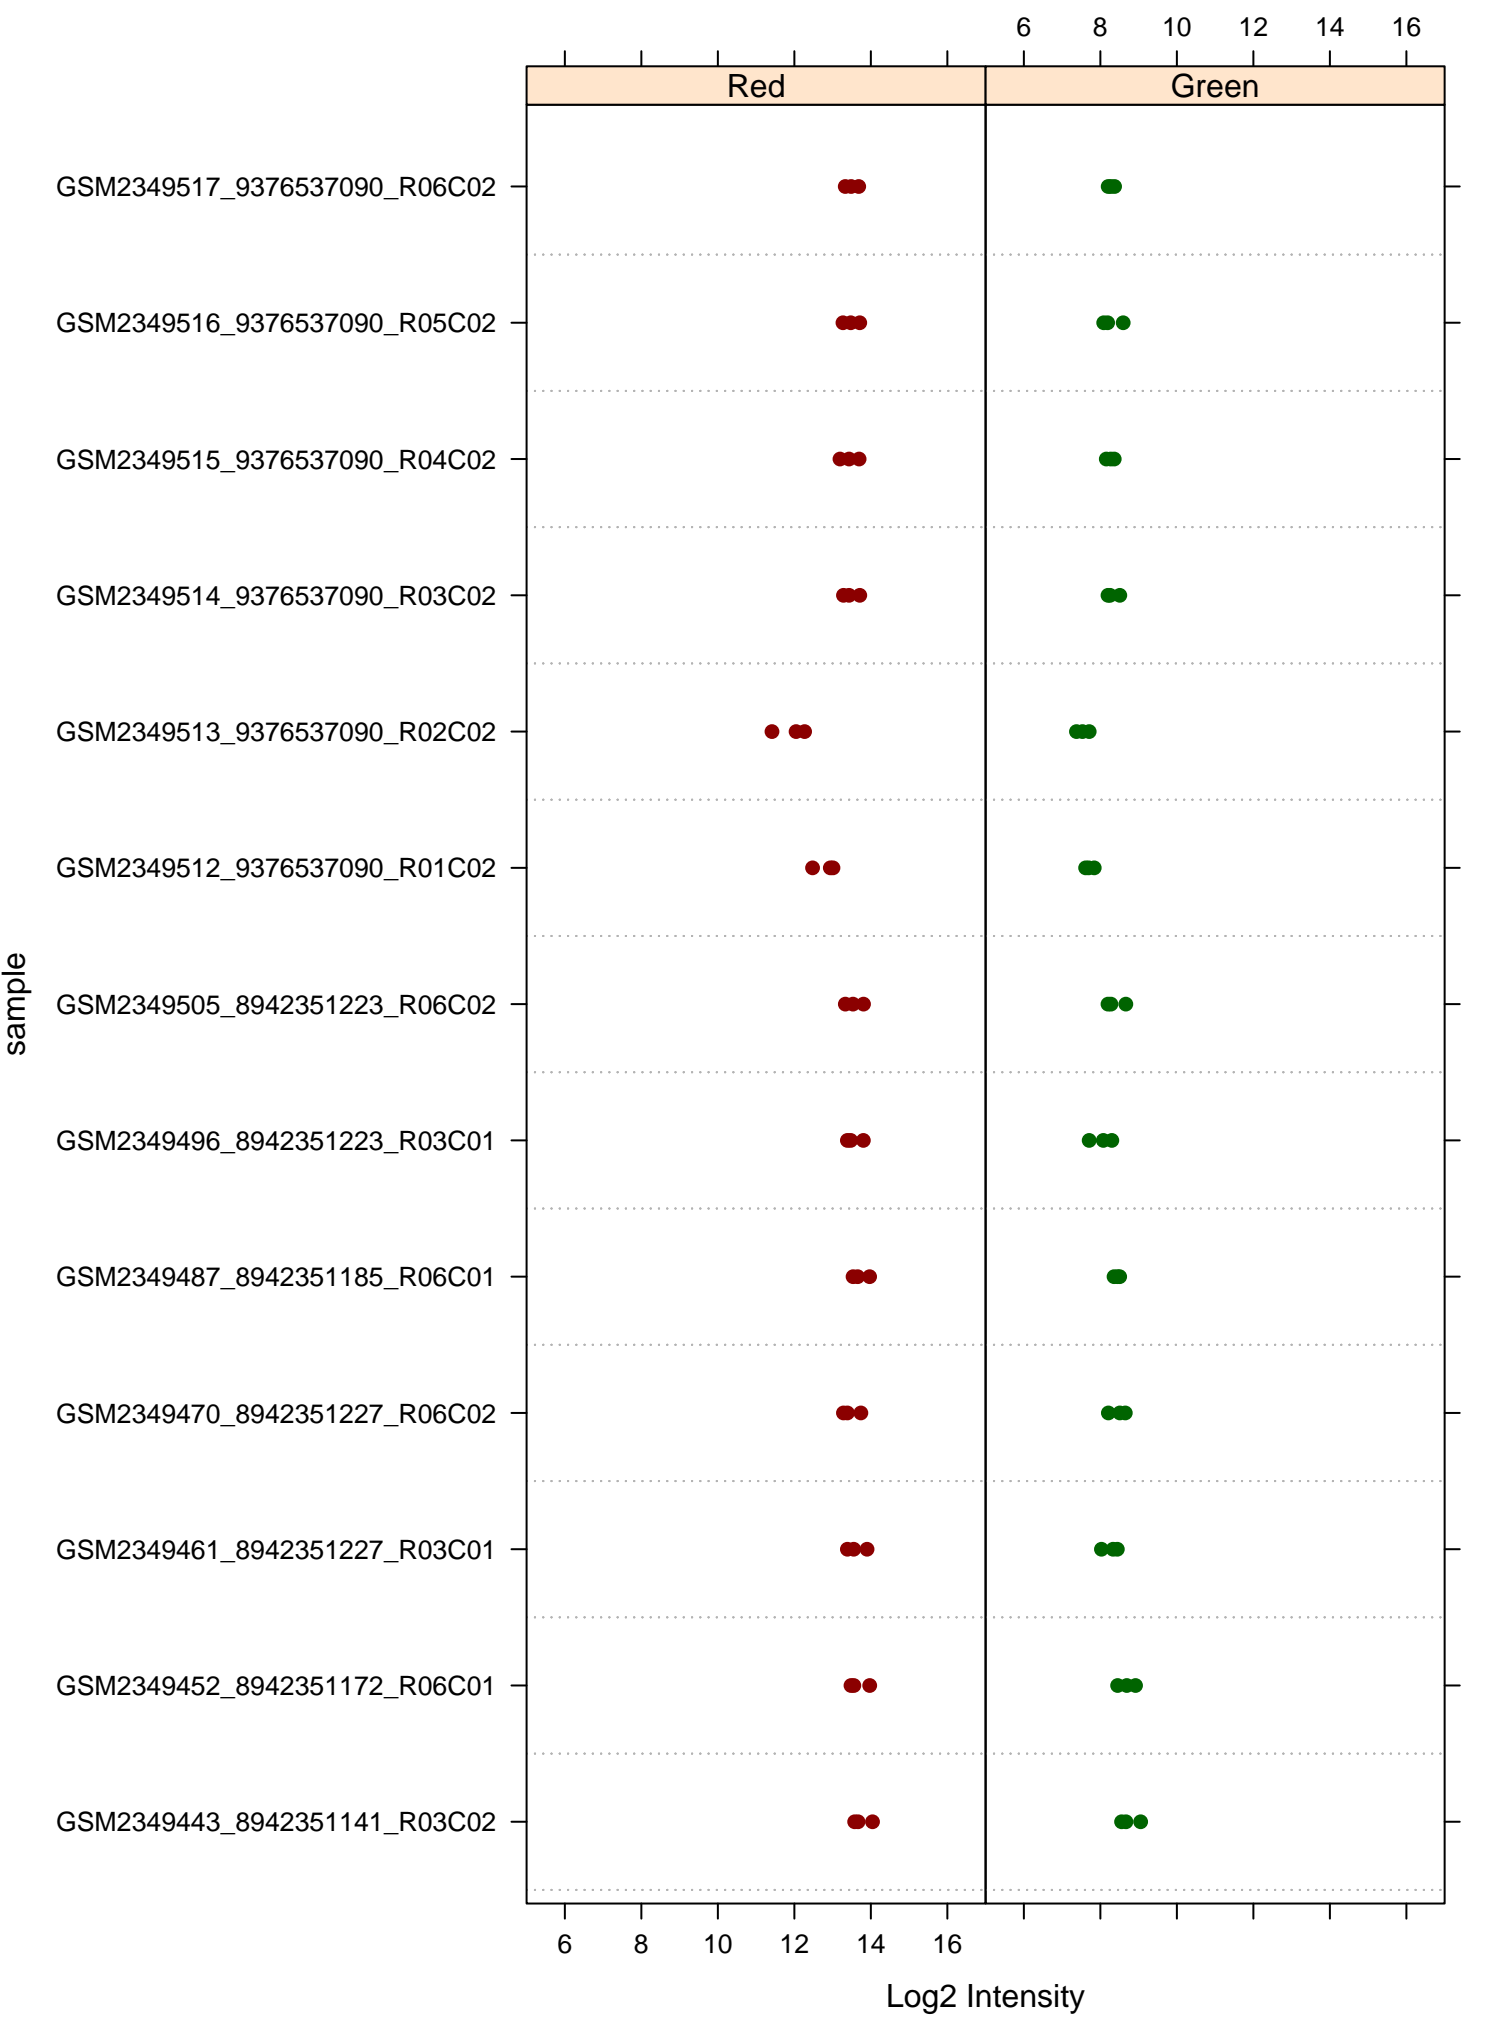 6 8 10 12 14 16
Red Green
GSM2349517_9376537090_R06C02
GSM2349516_9376537090_R05C02
GSM2349515_9376537090_R04C02
GSM2349514_9376537090_R03C02
GSM2349513_9376537090_R02C02
GSM2349512_9376537090_R01C02
GSM2349505_8942351223_R06C02
GSM2349496_8942351223_R03C01
GSM2349487_8942351185_R06C01
GSM2349470_8942351227_R06C02
GSM2349461_8942351227_R03C01
GSM2349452_8942351172_R06C01
GSM2349443_8942351141_R03C02
sample
6 8 10 12 14 16
Log2 Intensity